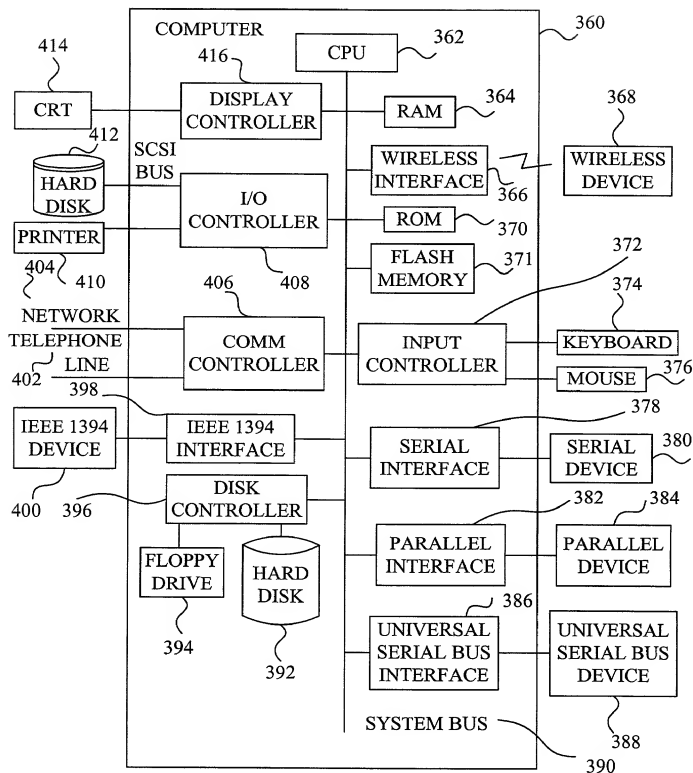 COMPUTER
360
414
416
CPU
362
CRT
DISPLAY
CONTROLLER
RAM
364
368
412
SCSI
BUS
WIRELESS
INTERFACE
366
WIRELESS
DEVICE
HARD
DISK
I/O
CONTROLLER
408
ROM
370
PRINTER
410
FLASH
MEMORY
371
372
404
406
374
NETWORK
TELEPHONE
LINE
402
COMM
CONTROLLER
INPUT
CONTROLLER
KEYBOARD
MOUSE
376
398
378
IEEE 1394
DEVICE
400
IEEE 1394
INTERFACE
SERIAL
INTERFACE
SERIAL
DEVICE
380
396
DISK
CONTROLLER
382
384
FLOPPY
DRIVE
394
HARD
DISK
392
PARALLEL
INTERFACE
PARALLEL
DEVICE
386
UNIVERSAL
SERIAL BUS
INTERFACE
UNIVERSAL
SERIAL BUS
DEVICE
388
SYSTEM BUS
390